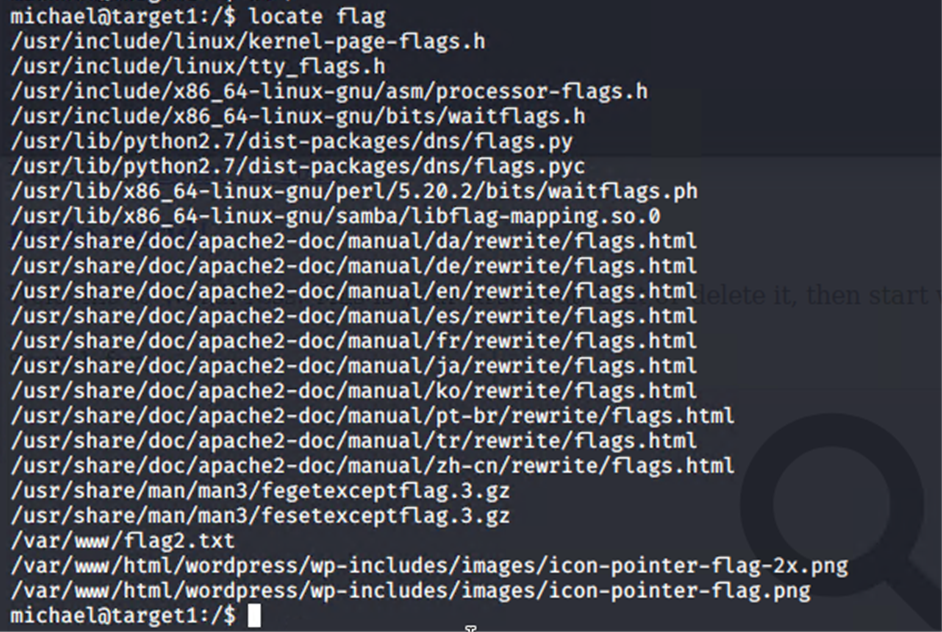 michael@target1:/$ locate flag
/usr/include/linux/kernel-page-flags.h
/usr/include/linux/tty_flags.h
/usr/include/x86_64-linux-gnu/asm/processor-flags.h
/usr/include/x86_64-linux-gnu/bits/waitflags.h
/usr/lib/python2.7/dist-packages/dns/flags.py
/usr/lib/python2.7/dist-packages/dns/flags.pyc
/usr/lib/x86_64-linux-gnu/perl/5.20.2/bits/waitflags.ph
/usr/lib/x86_64-linux-gnu/samba/libflag-mapping.so.0
/usr/share/doc/apache2-doc/manual/da/rewrite/flags.html
/usr/share/doc/apache2-doc/manual/de/rewrite/flags.html
/usr/share/doc/apache2-doc/manual/en/rewrite/flags.html
delete it, then start
/usr/share/doc/apache2-doc/manual/es/rewrite/flags.html
/usr/share/doc/apache2-doc/manual/fr/rewrite/flags.html
/usr/share/doc/apache2-doc/manual/ja/rewrite/flags.html
/usr/share/doc/apache2-doc/manual/ko/rewrite/flags.html
/usr/share/doc/apache2-doc/manual/pt-br/rewrite/flags.html
/usr/share/doc/apache2-doc/manual/tr/rewrite/flags.html
/usr/share/doc/apache2-doc/manual/zh-cn/rewrite/flags.html
/usr/share/man/man3/fegetexceptflag.3.gz
/usr/share/man/man3/fesetexceptflag.3.gz
/var/www/flag2.txt
/var/www/html/wordpress/wp-includes/images/icon-pointer-flag-2x.png
/var/www/html/wordpress/wp-includes/images/icon-pointer-flag.png
michael@target1:/$